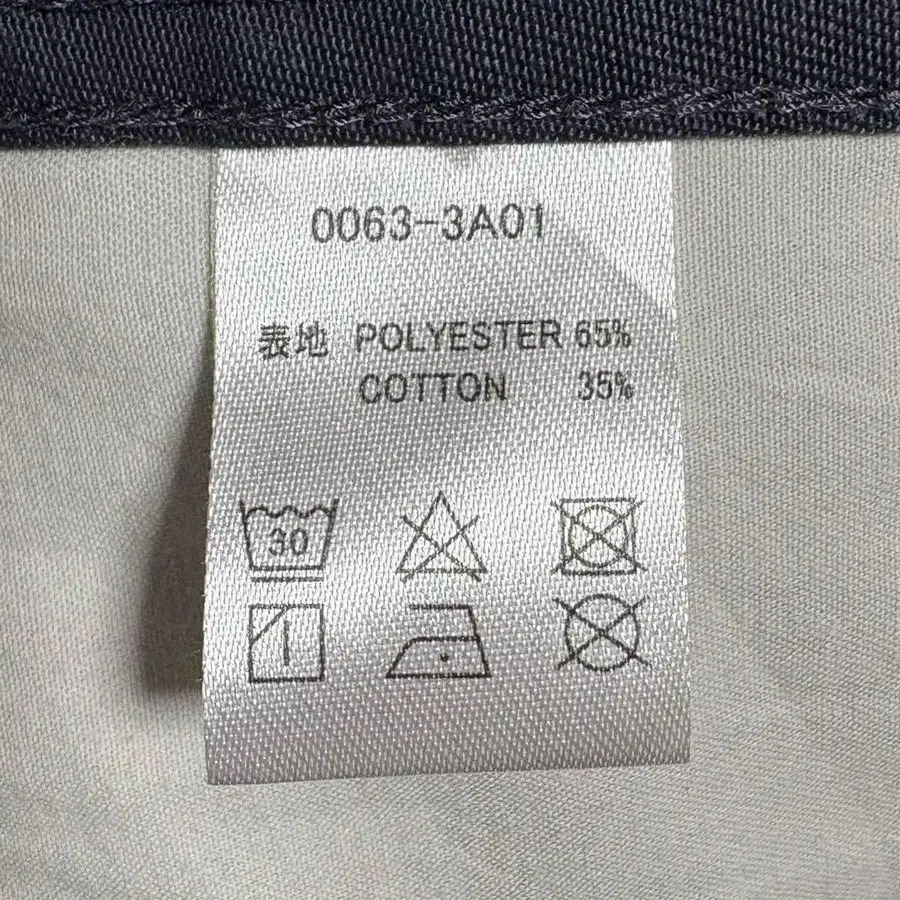 0063-3A01
表地 POLYESTER 65%
COTTON 35%
30